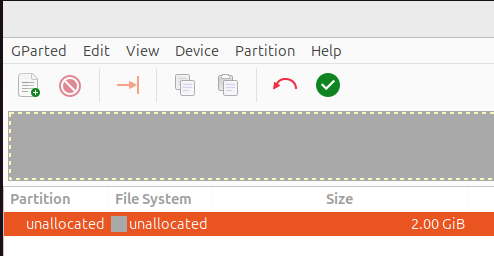 GParted Edit View Device Partition Help
Partition File System Size
unallocated unallocated 2.00 GiB